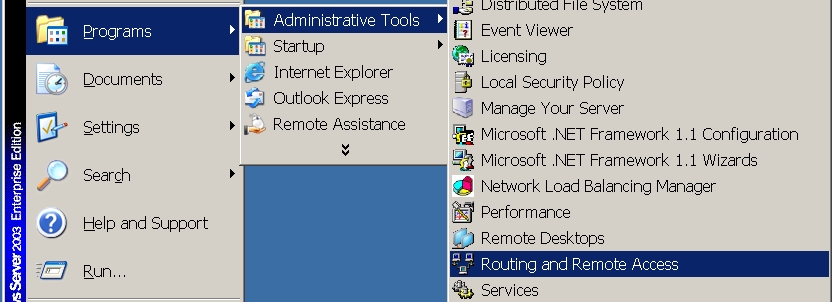 ws Server 2003 Enterprise Edition
Programs
Documents
Settings
Search
Help and Support
Run...
Administrative Tools
Startup
Internet Explorer
Outlook Express
Remote Assistance
Distributed File System
Event Viewer
Licensing
Local Security Policy
Manage Your Server
Microsoft .NET Framework 1.1 Configuration
Microsoft .NET Framework 1.1 Wizards
Network Load Balancing Manager
Performance
Remote Desktops
Routing and Remote Access
Services